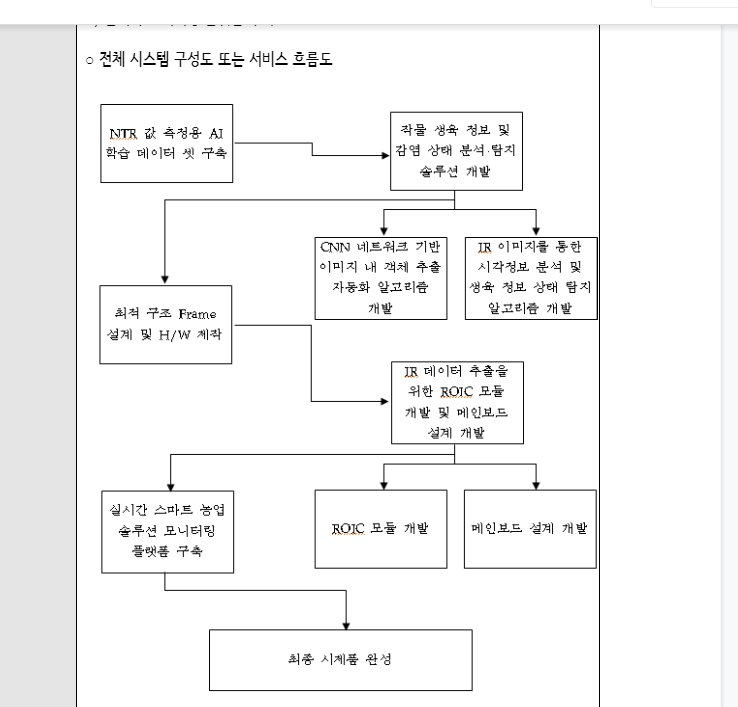 ○ 전체 시스템 구성도 또는 서비스 흐름도
NTR 값 측정용 AI
학습 데이터 셋 구축
작물 생육 정보 및
감염 상태 분석·탐지
솔루션 개발
CNN 네트워크 기반
이미지 내 객체 추출
자동화 알고리즘
개발
IR 이미지를 통한
시각정보 분석 및
생육 정보 상태 탐지
알고리즘 개발
최적 구조 Frame
설계 및 H/W 제작
IR 데이터 추출을
위한 ROIC 모듈
개발 및 메인보드
설계 개발
실시간 스마트 농업
솔루션 모니터링
플랫폼 구축
ROIC 모듈 개발
메인보드 설계 개발
최종 시제품 완성